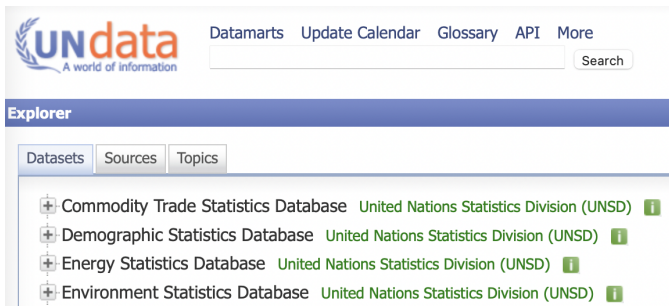 UNdata
A world of information
Datamarts Update Calendar Glossary API More
Search
Explorer
Datasets Sources Topics
Commodity Trade Statistics Database United Nations Statistics Division (UNSD) i
Demographic Statistics Database United Nations Statistics Division (UNSD) i
Energy Statistics Database United Nations Statistics Division (UNSD) i
Environment Statistics Database United Nations Statistics Division (UNSD) i